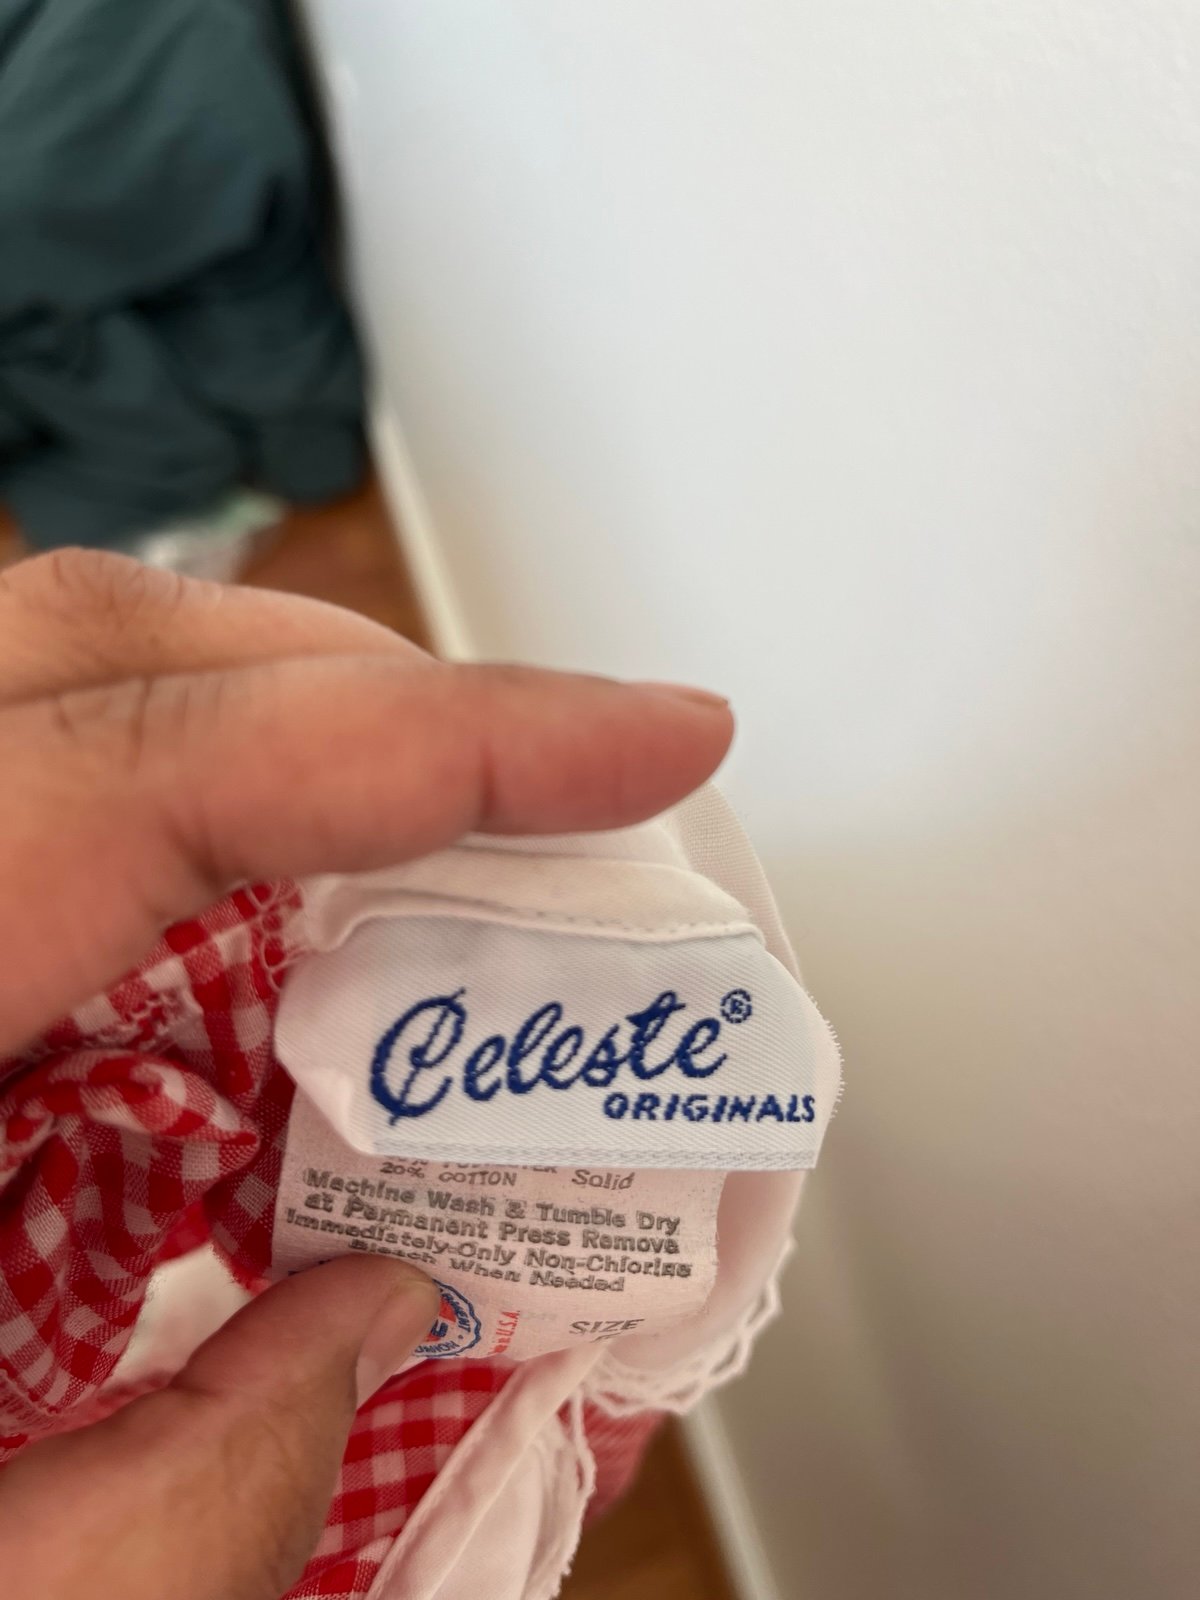 Celeste®
ORIGINALS
20% COTTON Solid
Machine Wash & Tumble Dry
at Permanent Press Remove
Immediately-Only Non-Chlorine
Bleach When Needed
U.S.A.
SIZE